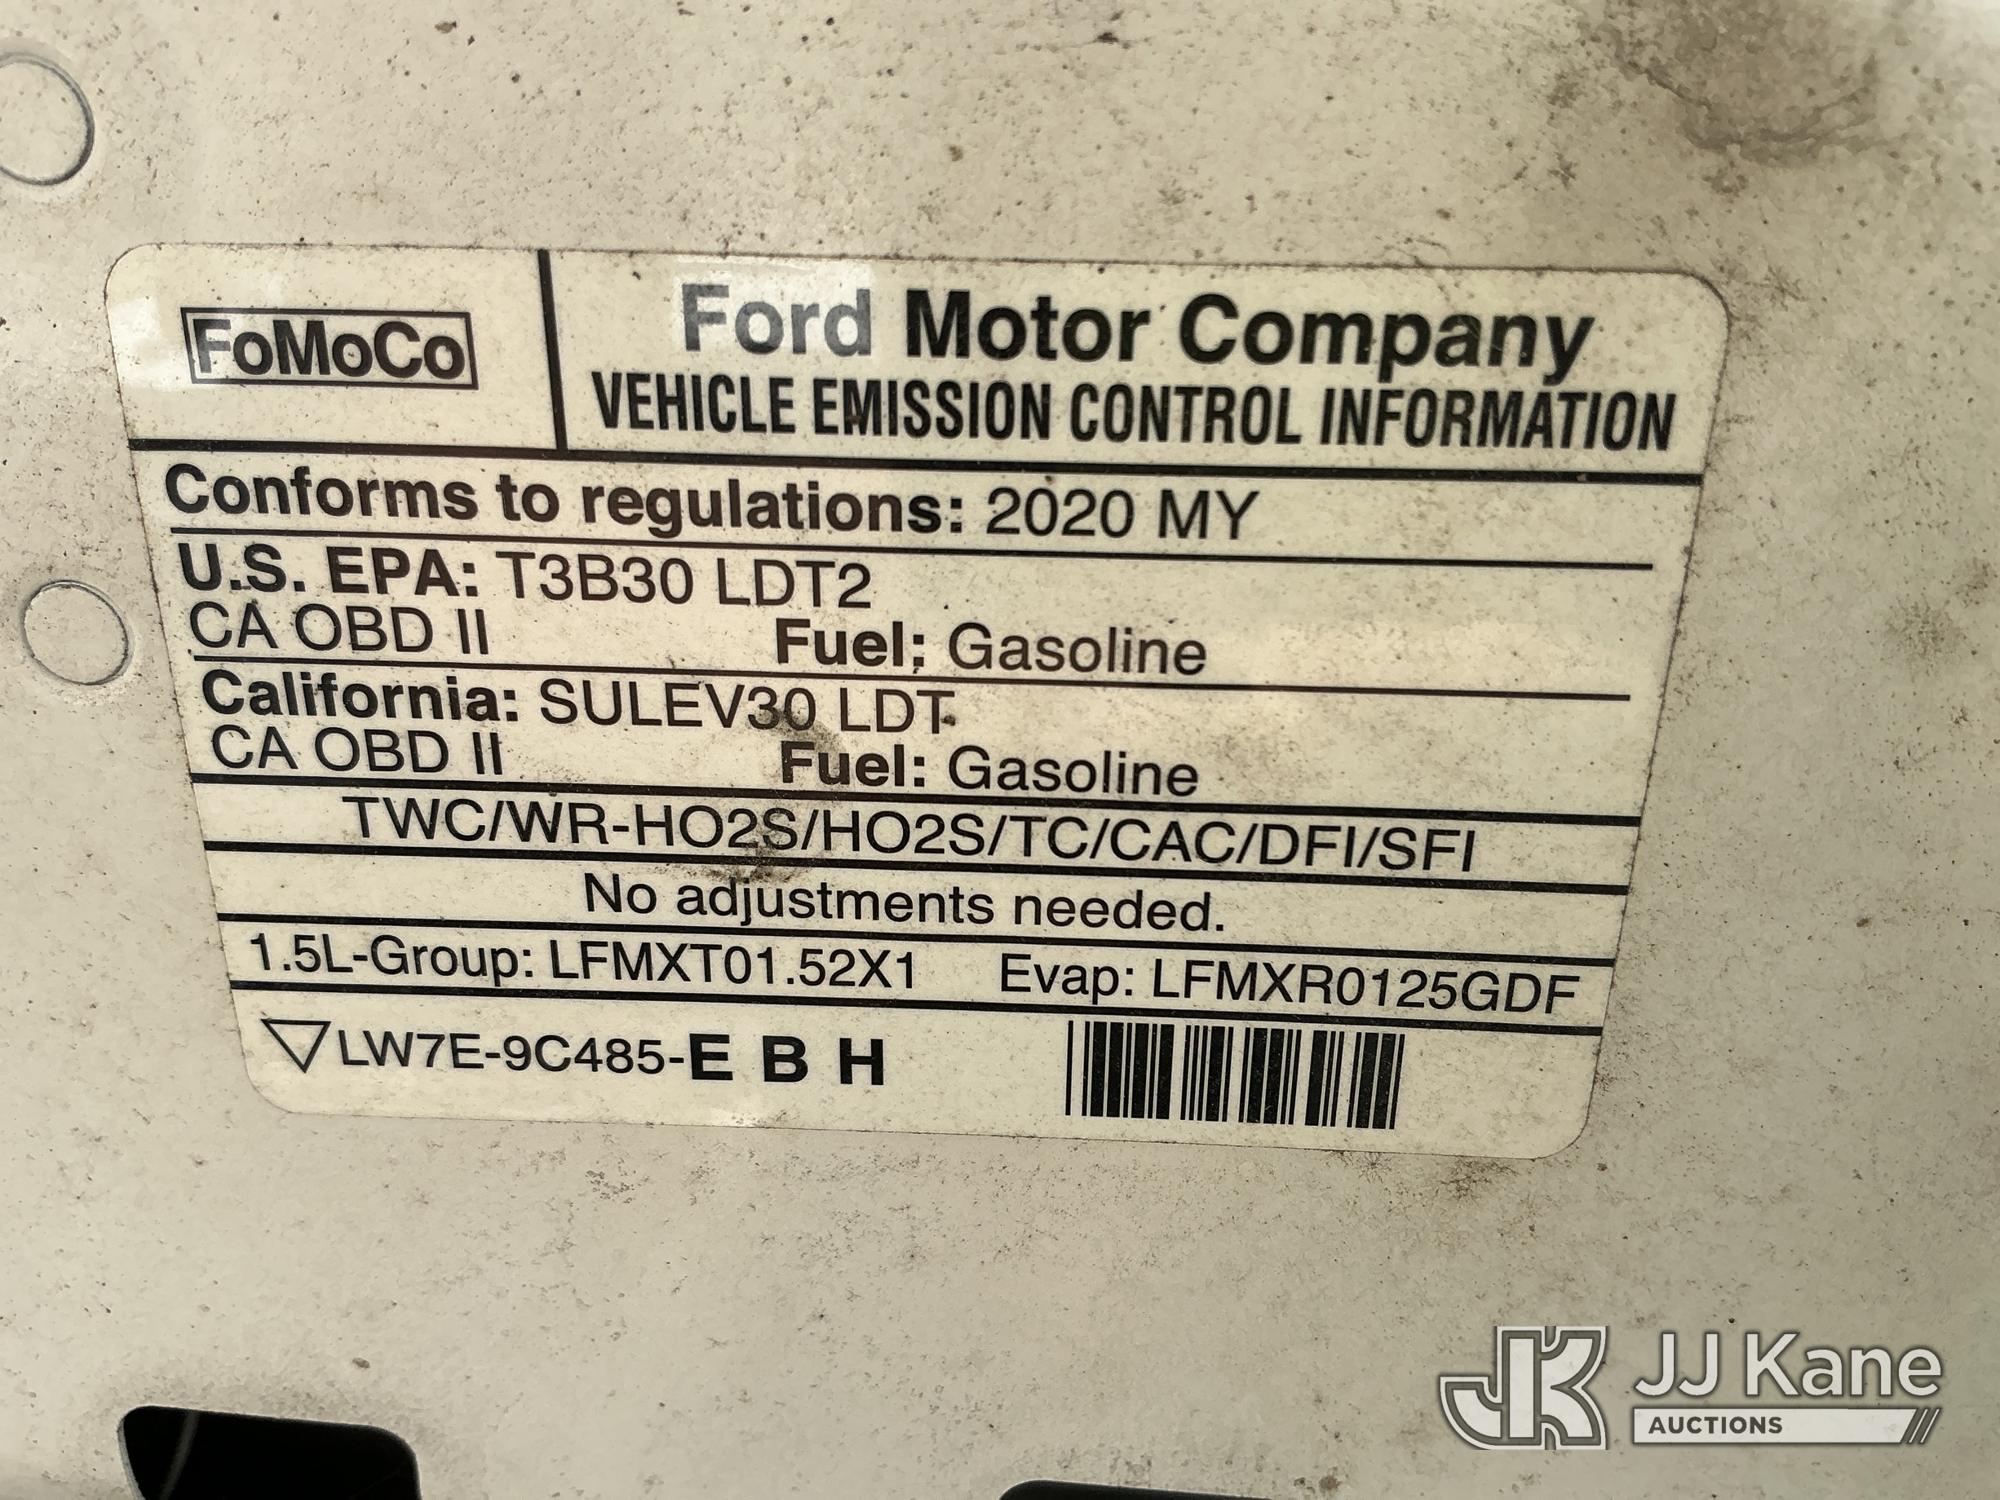 FoMoCo
Ford Motor Company
VEHICLE EMISSION CONTROL INFORMATION
Conforms to regulations: 2020 MY
U.S. EPA: T3B30 LDT2
CA OBD II Fuel: Gasoline
California: SULEV30 LDT
CA OBD II Fuel: Gasoline
TWC/WR-HO2S/HO2S/TC/CAC/DFI/SFI
No adjustments needed.
1.5L-Group: LFMXT01.52X1 Evap: LFMXR0125GDF
LW7E-9C485-E B H
JK JJ Kane
AUCTIONS